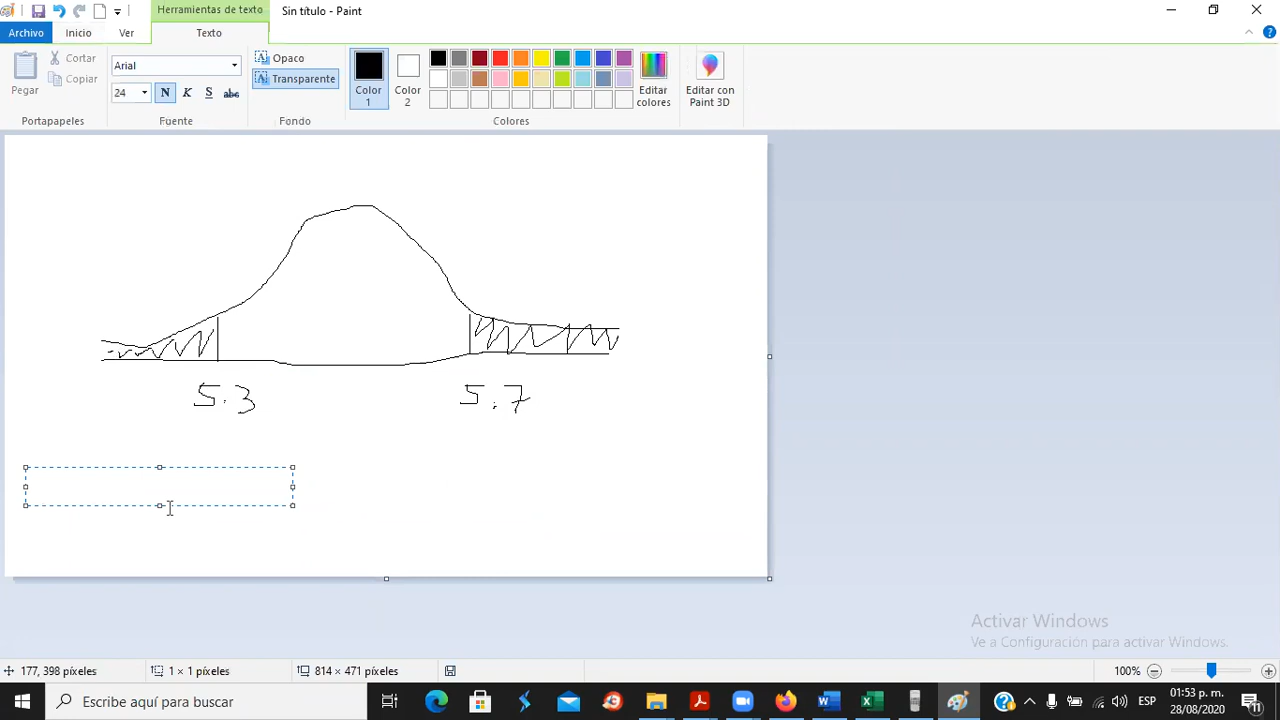 Herramientas de texto
Sin título - Paint
Archivo
Inicio
Ver
Texto
Pegar
Cortar
Copiar
Portapapeles
Arial
24
N K S abc
Fuente
Opaco
Transparente
Fondo
Color 1
Color 2
Colores
Editar colores
Editar con Paint 3D
5.3
5.7
Activar Windows
Ve a Configuración para activar Windows.
177, 398 píxeles
1 × 1 píxeles
814 × 471 píxeles
100%
Escribe aquí para buscar
ESP
01:53 p. m.
28/08/2020
11